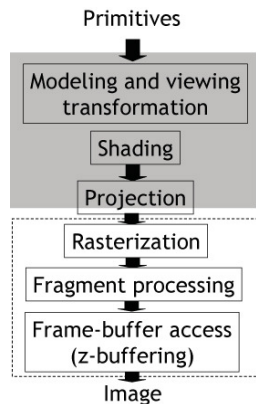 Primitives
Modeling and viewing
transformation
Shading
Projection
Rasterization
Fragment processing
Frame-buffer access
(z-buffering)
Image